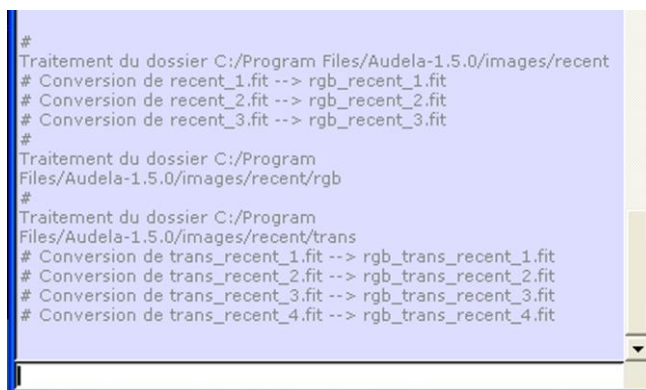 #
Traitement du dossier C:/Program Files/Audela-1.5.0/images/recent
# Conversion de recent_1.fit --> rgb_recent_1.fit
# Conversion de recent_2.fit --> rgb_recent_2.fit
# Conversion de recent_3.fit --> rgb_recent_3.fit
#
Traitement du dossier C:/Program
Files/Audela-1.5.0/images/recent/rgb
#
Traitement du dossier C:/Program
Files/Audela-1.5.0/images/recent/trans
# Conversion de trans_recent_1.fit --> rgb_trans_recent_1.fit
# Conversion de trans_recent_2.fit --> rgb_trans_recent_2.fit
# Conversion de trans_recent_3.fit --> rgb_trans_recent_3.fit
# Conversion de trans_recent_4.fit --> rgb_trans_recent_4.fit